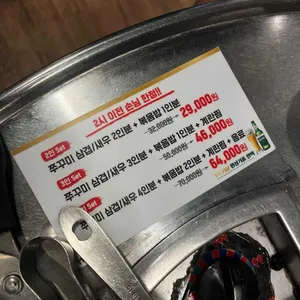 2시 이전 손님 한정!!
2인 Set
쭈꾸미 삼겹/새우 2인분 + 볶음밥 1인분
32,000원 → 29,000원
3인 Set
쭈꾸미 삼겹/새우 3인분 + 볶음밥 1인분 + 계란찜
50,000원 → 46,000원
Set
쭈꾸미 삼겹/새우 4인분 + 볶음밥 2인분 + 계란찜 + 음료
70,000원 → 64,000원